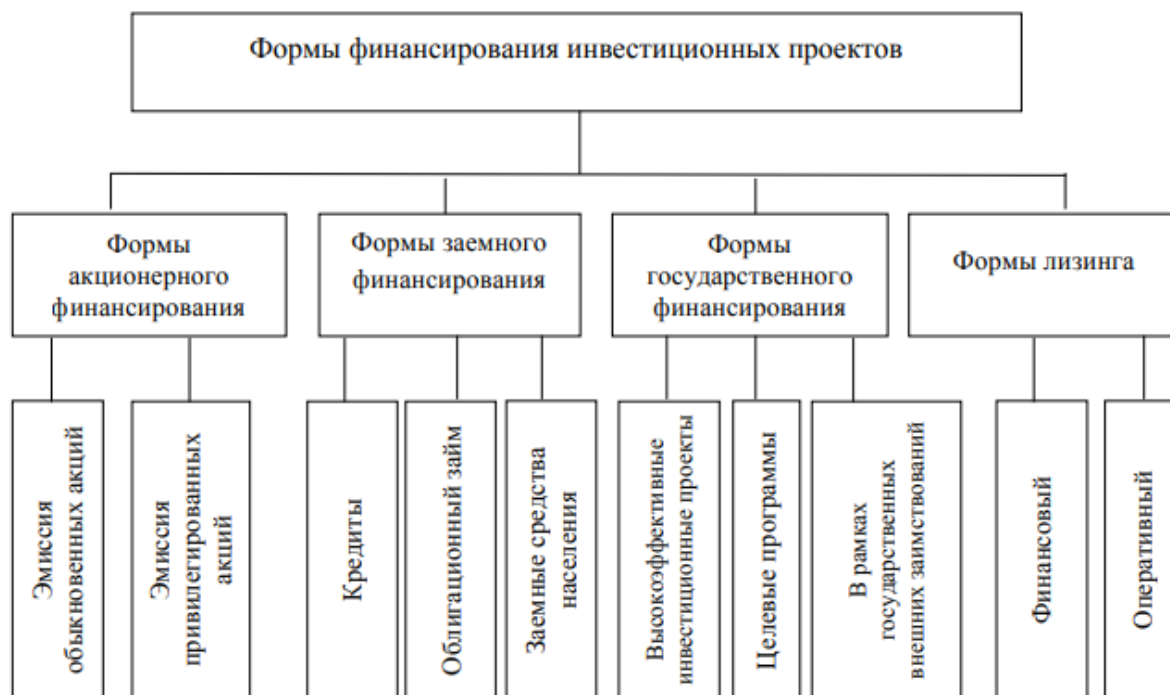 Формы финансирования инвестиционных проектов
Формы
акционерного
финансирования
Формы заемного
финансирования
Формы
государственного
финансирования
Формы лизинга
Эмиссия
обыкновенных акций
Эмиссия
привилегированных
акций
Кредиты
Облигационный займ
Заемные средства
населения
Высокоэффективные
инвестиционные проекты
Целевые программы
В рамках
государственных
внешних заимствований
Финансовый
Оперативный